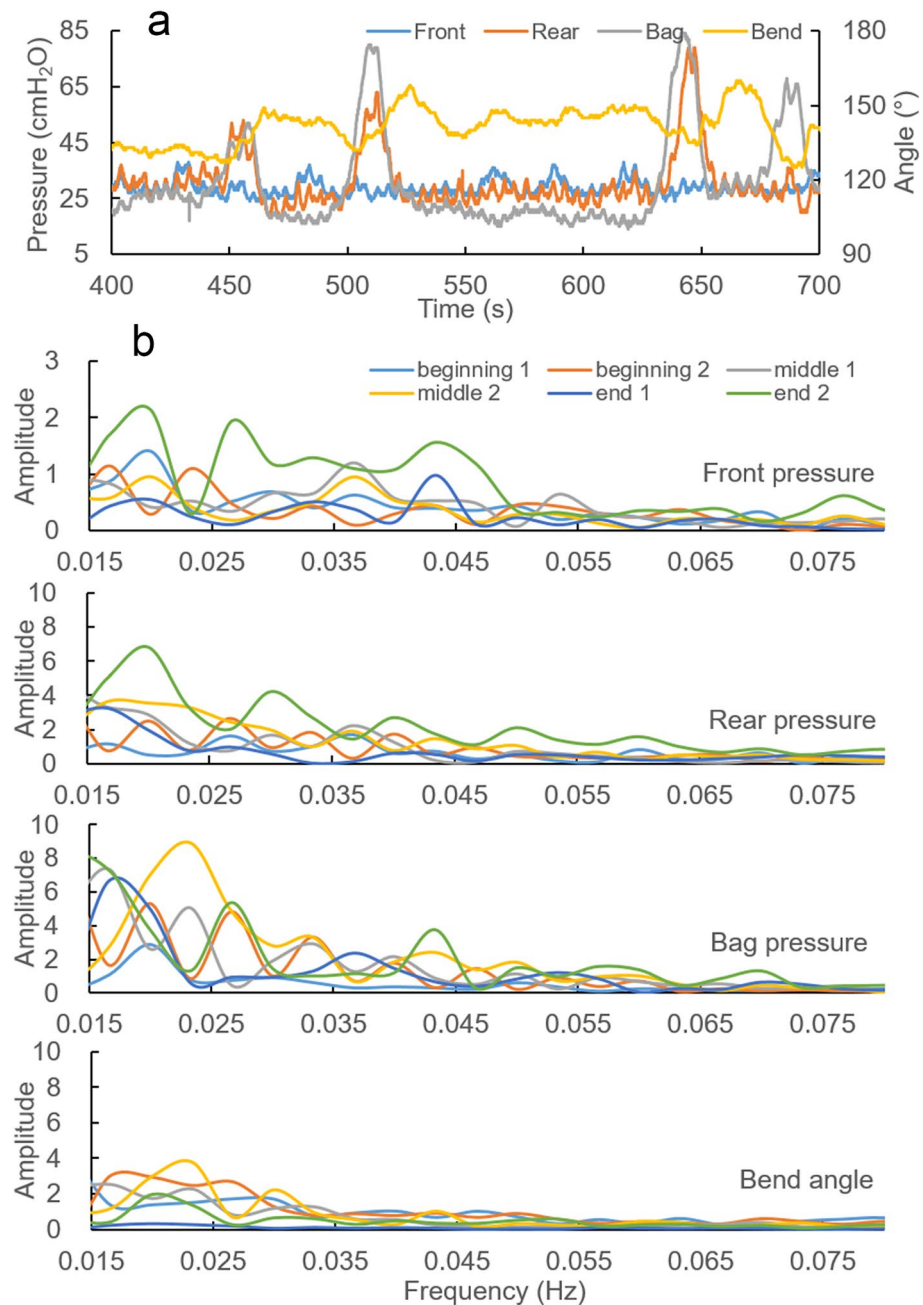 a
Front Rear Bag Bend
85 180
65 150
45 120
25 90
5
Pressure (cmH2O)
Angle (°)
400 450 500 550 600 650 700
Time (s)
b
beginning 1 beginning 2 middle 1
middle 2 end 1 end 2
3
2
1
0
Amplitude
Front pressure
0.015 0.025 0.035 0.045 0.055 0.065 0.075
10
8
6
4
2
0
Amplitude
Rear pressure
0.015 0.025 0.035 0.045 0.055 0.065 0.075
10
8
6
4
2
0
Amplitude
Bag pressure
0.015 0.025 0.035 0.045 0.055 0.065 0.075
10
8
6
4
2
0
Amplitude
Bend angle
0.015 0.025 0.035 0.045 0.055 0.065 0.075
Frequency (Hz)